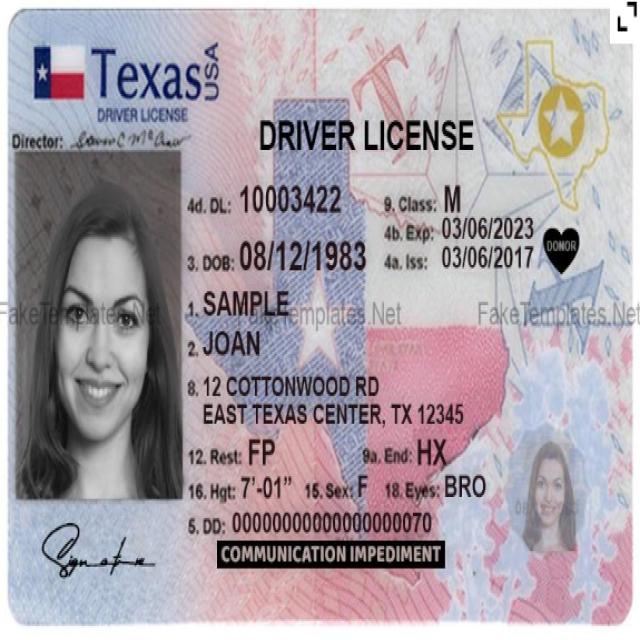 Texas USA
DRIVER LICENSE
Director:
DRIVER LICENSE
4d. DL: 10003422 9. Class: M
4b. Exp: 03/06/2023
3. DOB: 08/12/1983 4a. Iss: 03/06/2017 DONOR
1. SAMPLE
FakeTemplates.Net FakeTemplates.Net FakeTemplates.Net
2. JOAN
8. 12 COTTONWOOD RD
EAST TEXAS CENTER, TX 12345
12. Rest: FP 9a. End: HX
16. Hgt: 7'-01" 15. Sex: F 18. Eyes: BRO
5. DD: 00000000000000000070
Signature
COMMUNICATION IMPEDIMENT